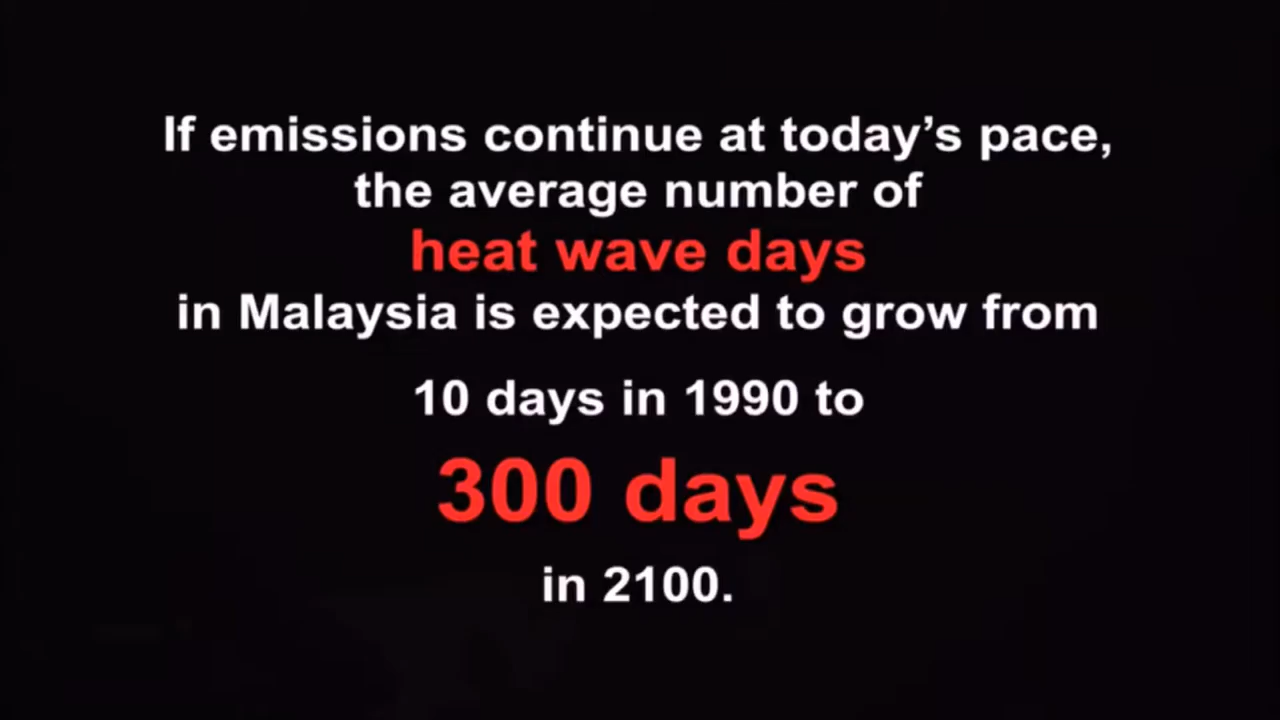 If emissions continue at today’s pace,
the average number of
heat wave days
in Malaysia is expected to grow from
10 days in 1990 to
300 days
in 2100.